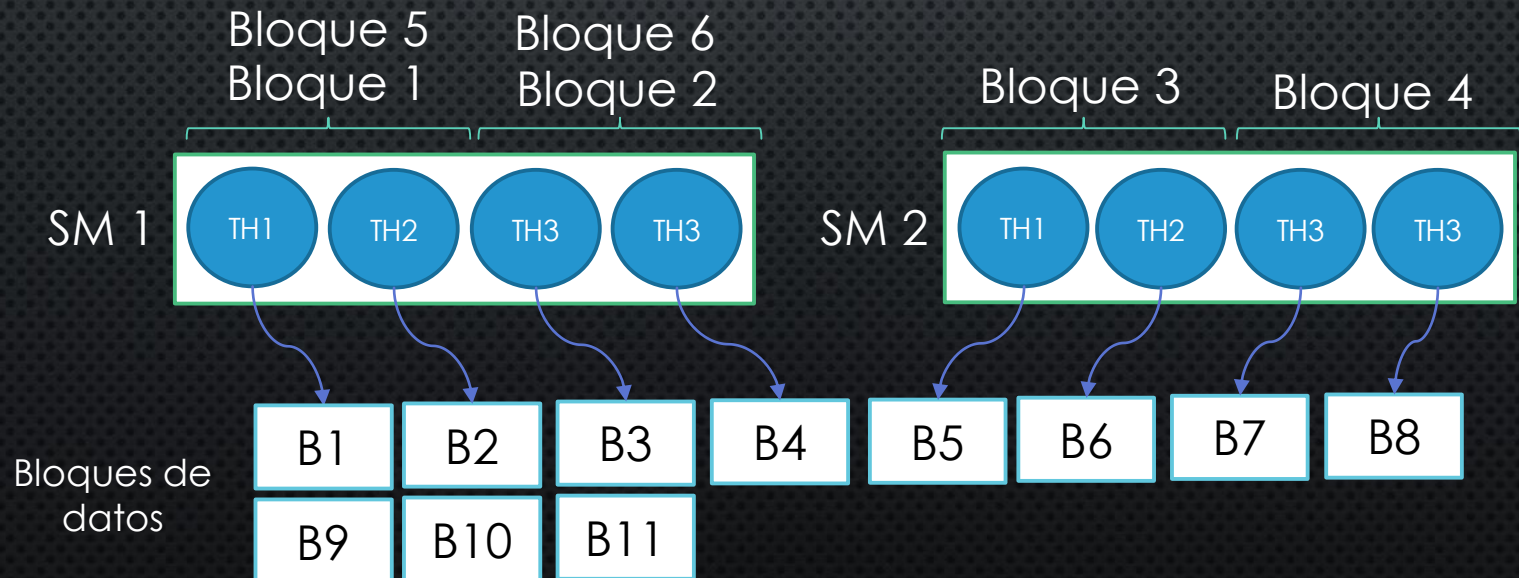 Bloque 5
Bloque 1
Bloque 6
Bloque 2
Bloque 3
Bloque 4
SM 1
TH1
TH2
TH3
TH3
SM 2
TH1
TH2
TH3
TH3
Bloques de
datos
B1
B2
B3
B4
B5
B6
B7
B8
B9
B10
B11